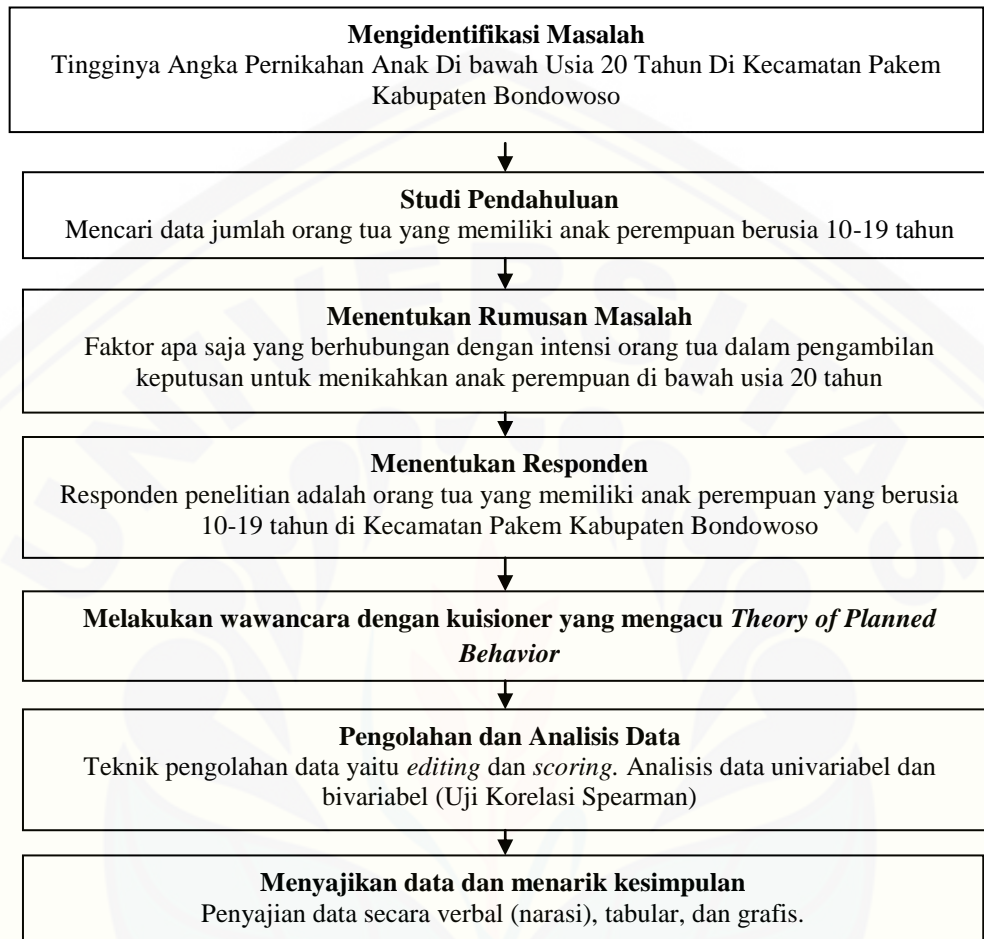 Mengidentifikasi Masalah
Tingginya Angka Pernikahan Anak Di bawah Usia 20 Tahun Di Kecamatan Pakem
Kabupaten Bondowoso
Studi Pendahuluan
Mencari data jumlah orang tua yang memiliki anak perempuan berusia 10-19 tahun
Menentukan Rumusan Masalah
Faktor apa saja yang berhubungan dengan intensi orang tua dalam pengambilan
keputusan untuk menikahkan anak perempuan di bawah usia 20 tahun
Menentukan Responden
Responden penelitian adalah orang tua yang memiliki anak perempuan yang berusia
10-19 tahun di Kecamatan Pakem Kabupaten Bondowoso
Melakukan wawancara dengan kuisioner yang mengacu Theory of Planned
Behavior
Pengolahan dan Analisis Data
Teknik pengolahan data yaitu editing dan scoring. Analisis data univariabel dan
bivariabel (Uji Korelasi Spearman)
Menyajikan data dan menarik kesimpulan
Penyajian data secara verbal (narasi), tabular, dan grafis.
UNIVERSITAS